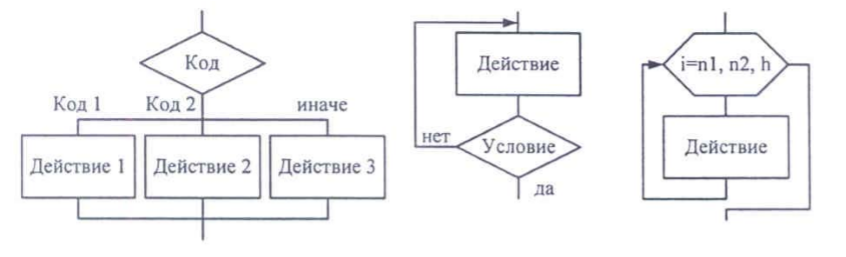 Код
Код 1
Код 2
иначе
Действие 1
Действие 2
Действие 3
Действие
нет
Условие
да
i=n1, n2, h
Действие